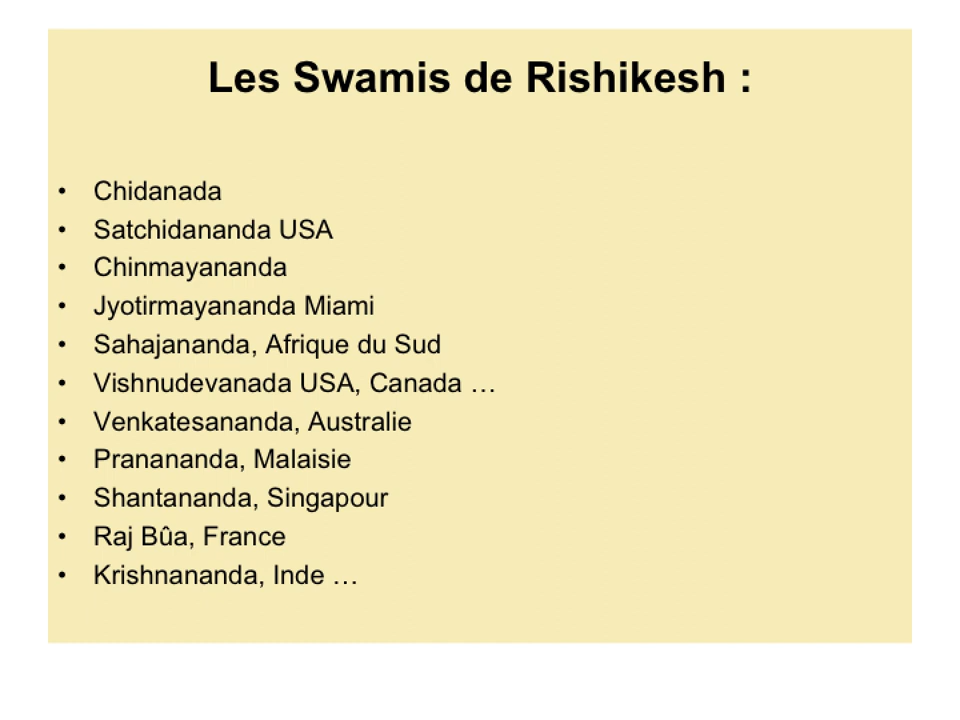 Les Swamis de Rishikesh :
• Chidanada
• Satchidananda USA
• Chinmayananda
• Jyotirmayananda Miami
• Sahajananda, Afrique du Sud
• Vishnudevanada USA, Canada …
• Venkatesananda, Australie
• Pranananda, Malaisie
• Shantananda, Singapour
• Raj Bûa, France
• Krishnananda, Inde …